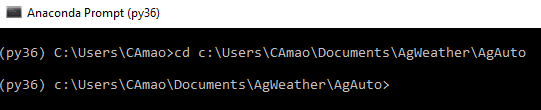 Anaconda Prompt (py36)
(py36) C:\Users\CAmao>cd c:\Users\CAmao\Documents\AgWeather\AgAuto
(py36) c:\Users\CAmao\Documents\AgWeather\AgAuto>